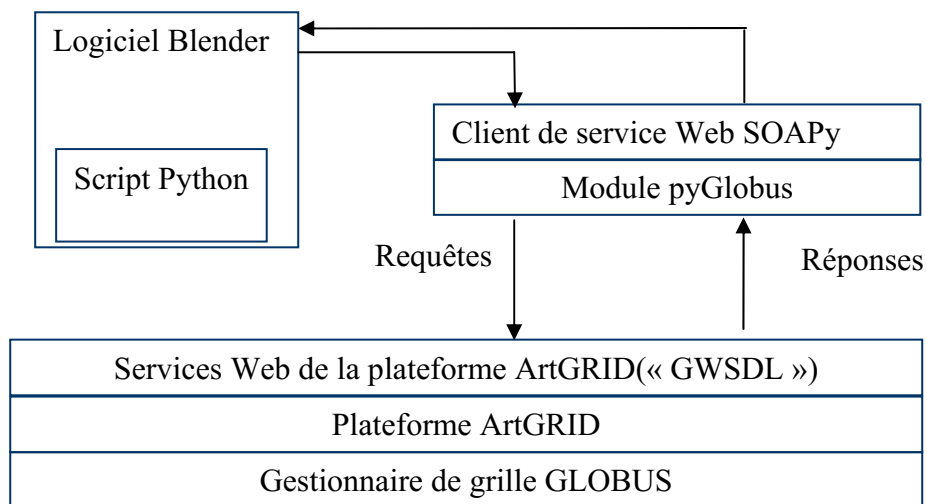 Logiciel Blender
Script Python
Client de service Web SOAPy
Module pyGlobus
Requêtes
Réponses
Services Web de la plateforme ArtGRID(« GWSDL »)
Plateforme ArtGRID
Gestionnaire de grille GLOBUS